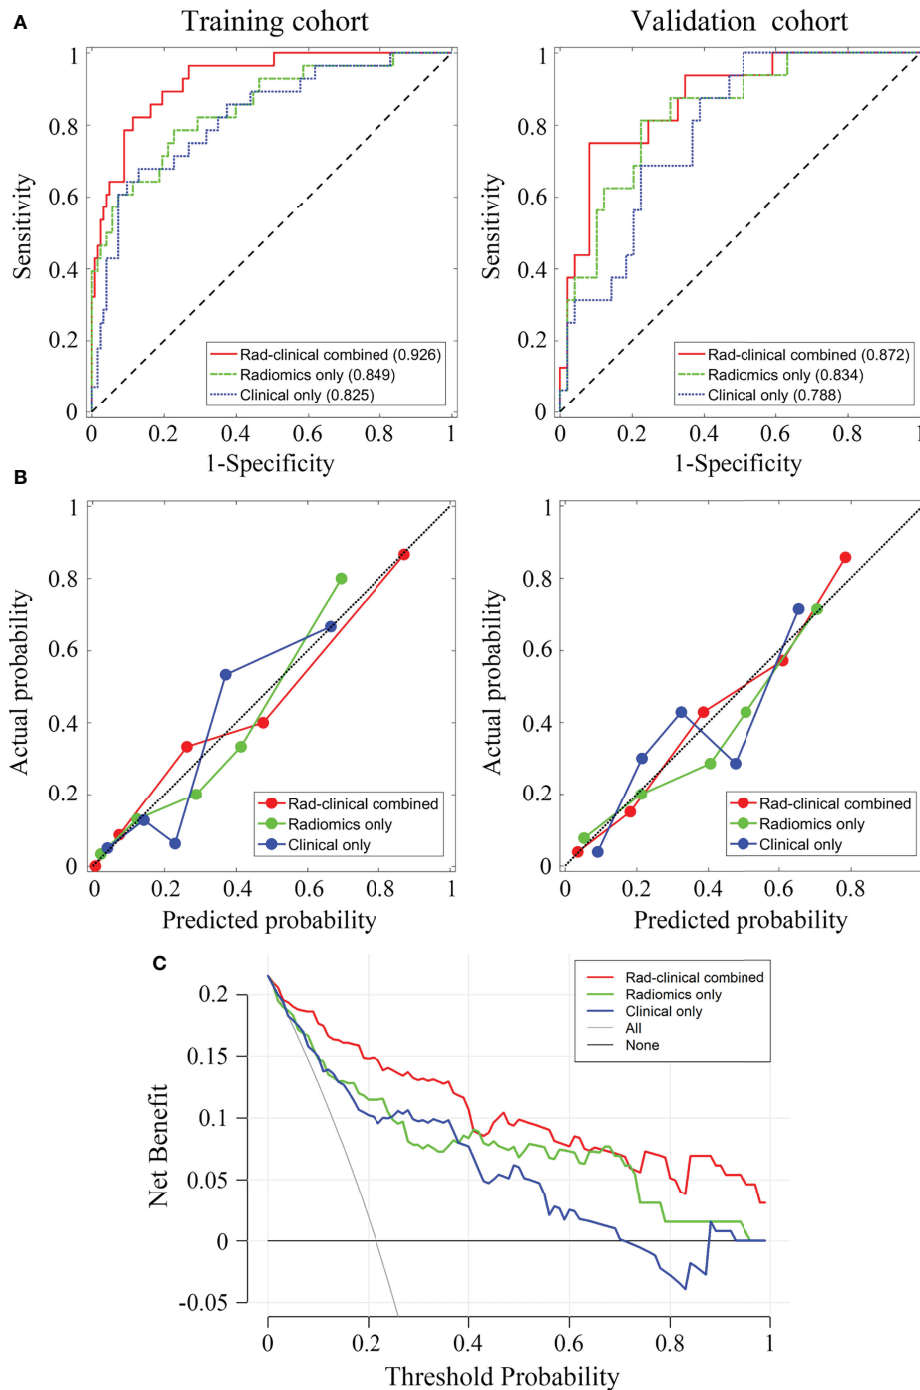 A
Training cohort
Validation cohort
1
0.8
0.6
0.4
0.2
0
Sensitivity
Rad-clinical combined (0.926)
Radiomics only (0.849)
Clinical only (0.825)
0 0.2 0.4 0.6 0.8 1
1-Specificity
1
0.8
0.6
0.4
0.2
0
Sensitivity
Rad-clinical combined (0.872)
Radicmics only (0.834)
Clinical only (0.788)
0 0.2 0.4 0.6 0.8 1
1-Specificity
B
1
0.8
0.6
0.4
0.2
0
Actual probability
Rad-clinical combined
Radiomics only
Clinical only
0 0.2 0.4 0.6 0.8 1
Predicted probability
1
0.8
0.6
0.4
0.2
0
Actual probability
Rad-clinical combined
Radiomics only
Clinical only
0 0.2 0.4 0.6 0.8
Predicted probability
C
0.2
0.15
0.1
0.05
0
-0.05
Net Benefit
Rad-clinical combined
Radiomics only
Clinical only
All
None
0 0.2 0.4 0.6 0.8 1
Threshold Probability